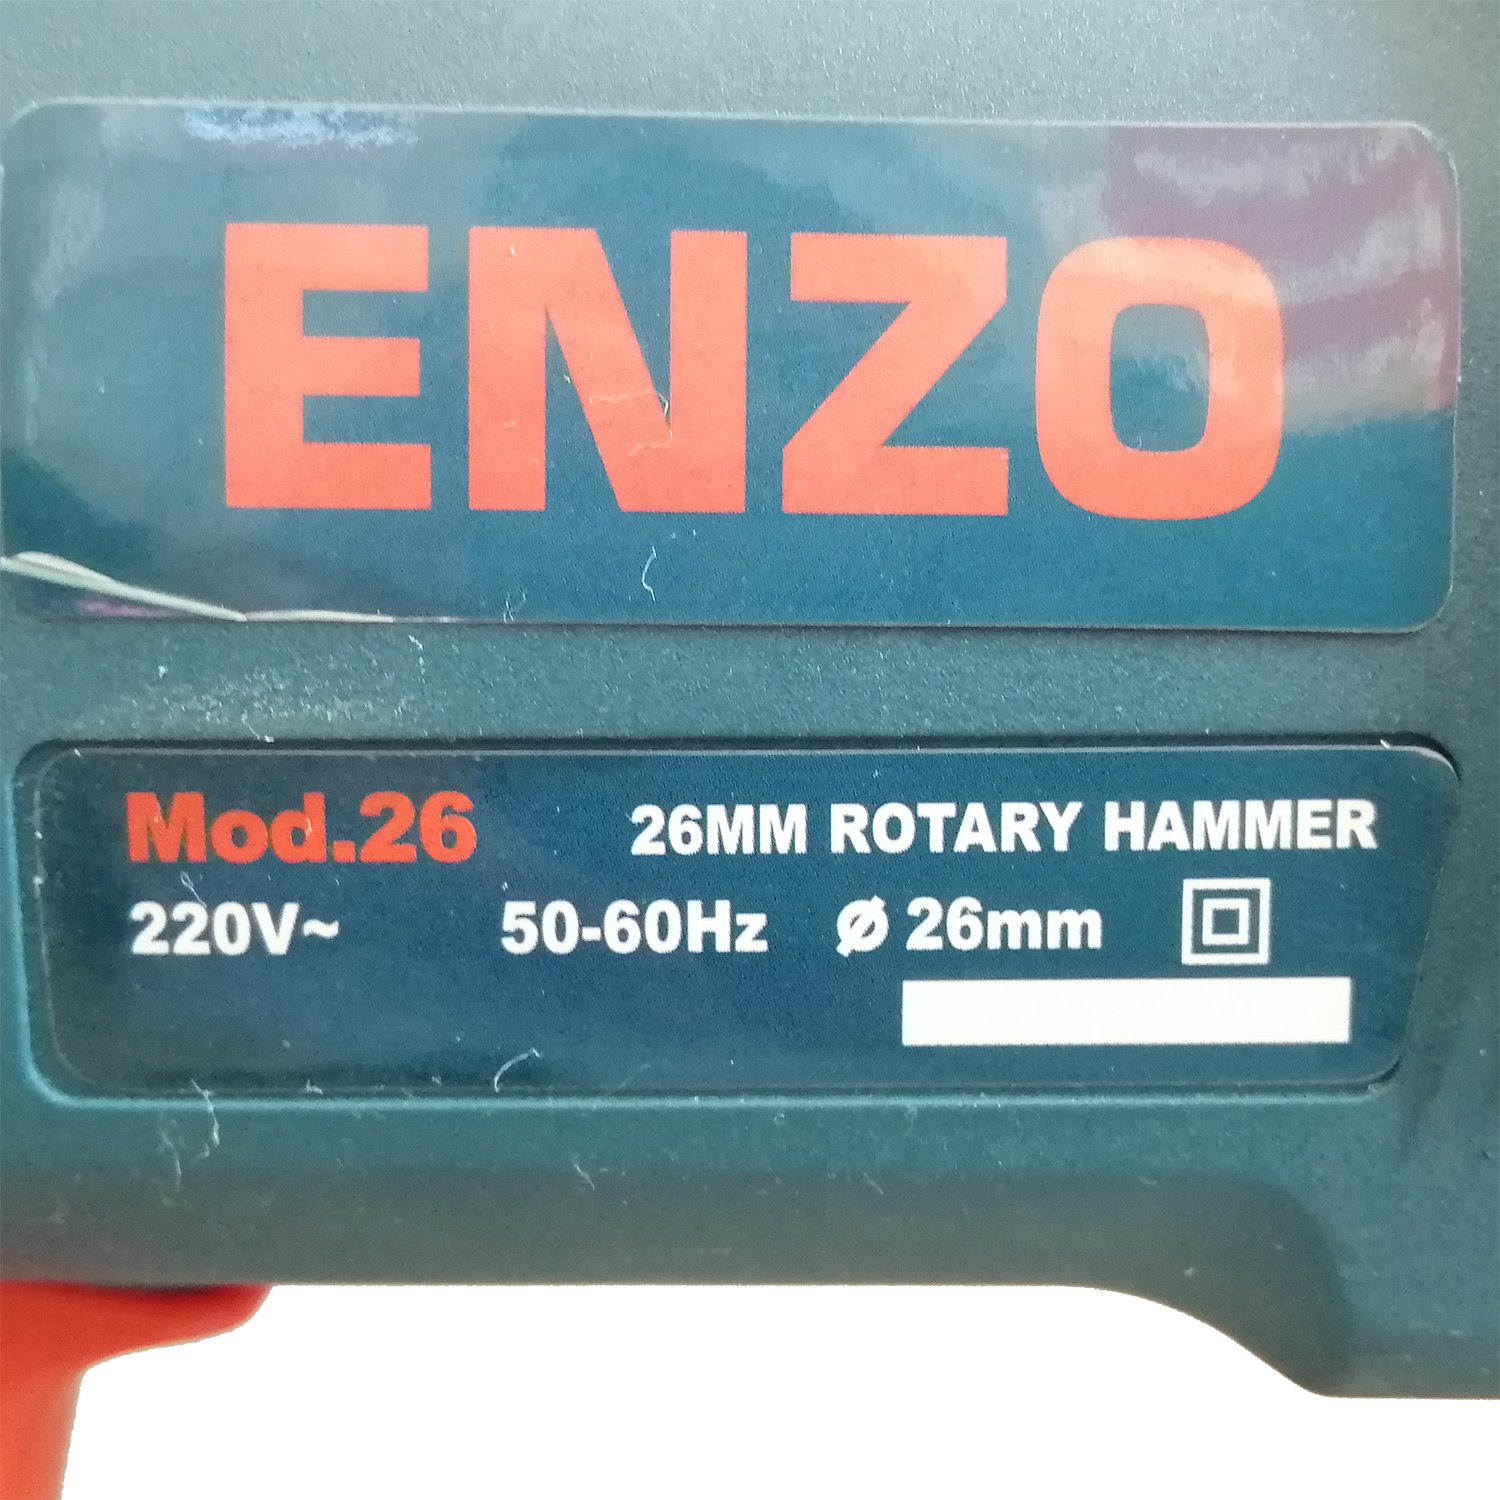 ENZO
Mod.26 26MM ROTARY HAMMER
220V~ 50-60Hz Ø 26mm